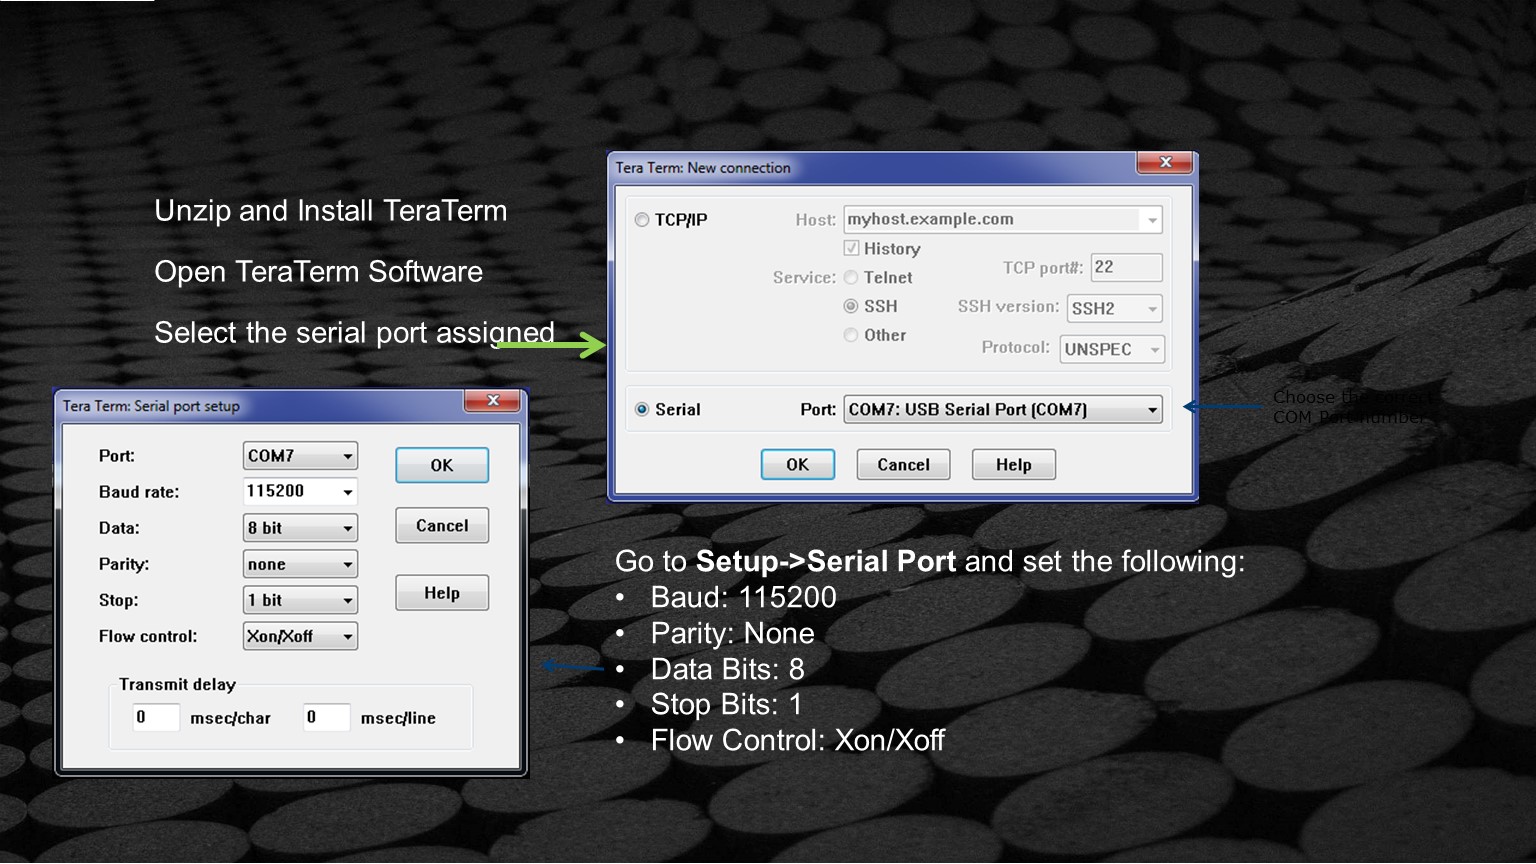 Unzip and Install TeraTerm
Open TeraTerm Software
Select the serial port assigned
Tera Term: New connection
TCP/IP
Host: myhost.example.com
History
Service: Telnet
TCP port#: 22
SSH
SSH version: SSH2
Other
Protocol: UNSPEC
Serial
Port: COM7: USB Serial Port (COM7)
OK
Cancel
Help
Choose the correct
COM Port number
Tera Term: Serial port setup
Port: COM7
OK
Baud rate: 115200
Data: 8 bit
Cancel
Parity: none
Stop: 1 bit
Help
Flow control: Xon/Xoff
Transmit delay
0 msec/char 0 msec/line
Go to Setup->Serial Port and set the following:
• Baud: 115200
• Parity: None
• Data Bits: 8
• Stop Bits: 1
• Flow Control: Xon/Xoff